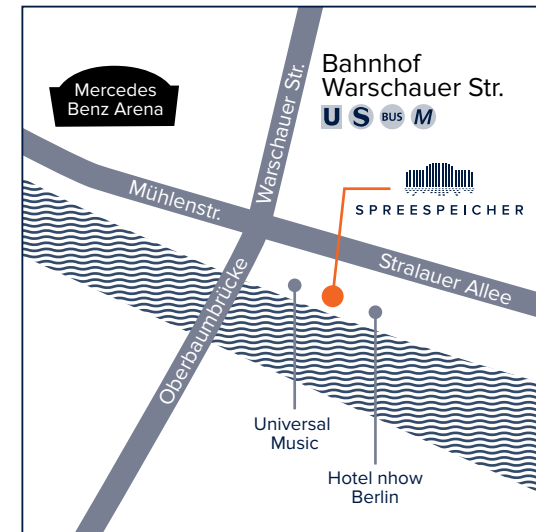 Mercedes
Benz Arena
Warschauer Str.
Bahnhof
Warschauer Str.
U S BUS M
SPREESPEICHER
Mühlenstr.
Stralauer Allee
Oberbaumbrücke
Universal
Music
Hotel nhow
Berlin